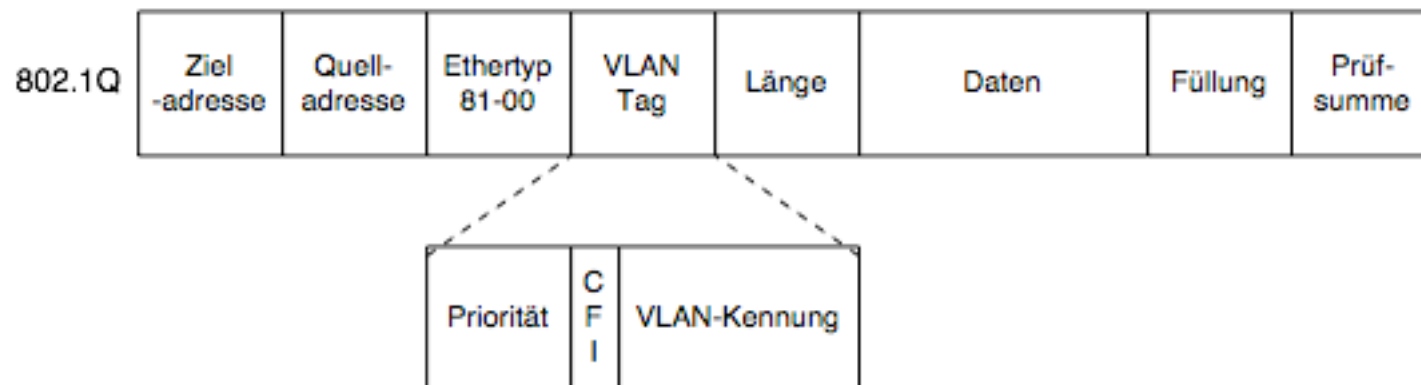 802.1Q
Ziel
-adresse
Quell-
adresse
Ethertyp
81-00
VLAN
Tag
Länge
Daten
Füllung
Prüf-
summe
Priorität
C
F
I
VLAN-Kennung